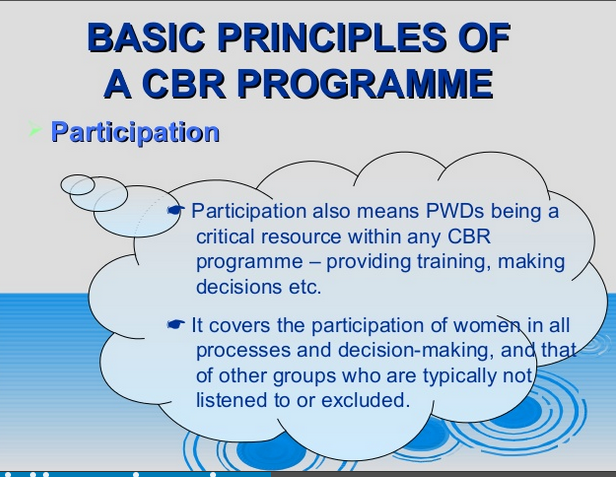 BASIC PRINCIPLES OF
A CBR PROGRAMME
Participation
Participation also means PWDs being a
critical resource within any CBR
programme – providing training, making
decisions etc.
It covers the participation of women in all
processes and decision-making, and that
of other groups who are typically not
listened to or excluded.